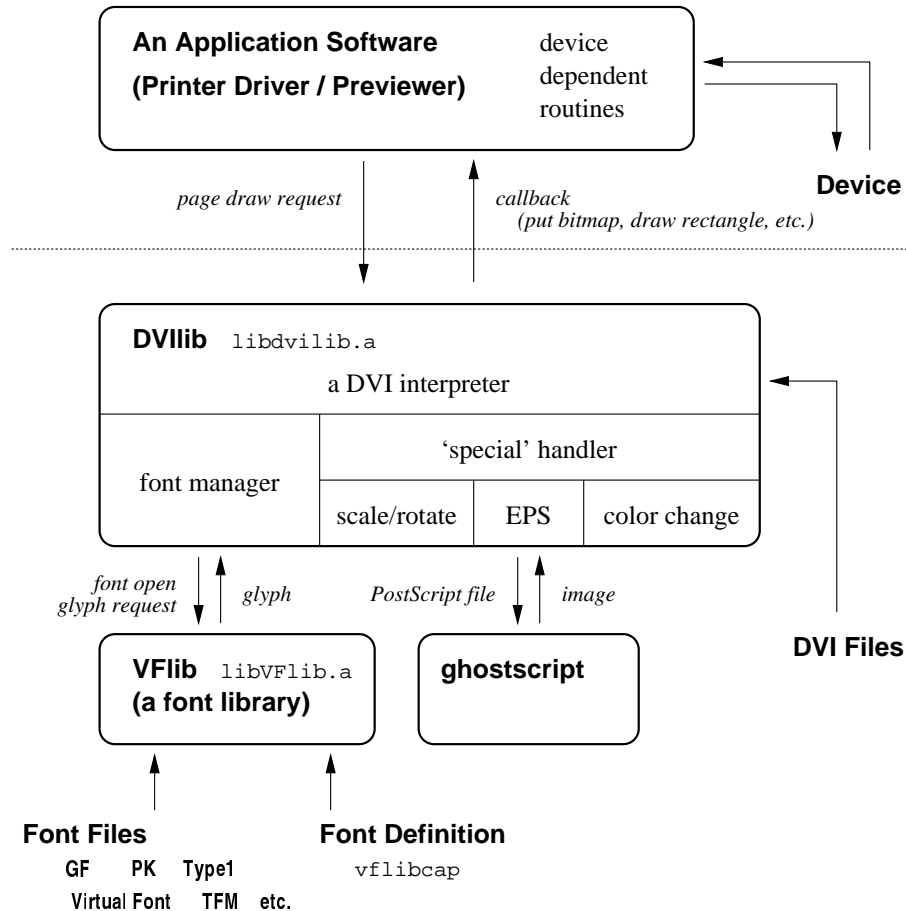 An Application Software
(Printer Driver / Previewer)
device
dependent
routines
Device
page draw request
callback
(put bitmap, draw rectangle, etc.)
DVIlib libdvilib.a
a DVI interpreter
font manager
‘special’ handler
scale/rotate EPS color change
font open
glyph request
glyph
PostScript file
image
DVI Files
VFlib libVFlib.a
(a font library)
ghostscript
Font Files
GF PK Type1
Virtual Font TFM etc.
Font Definition
vflibcap